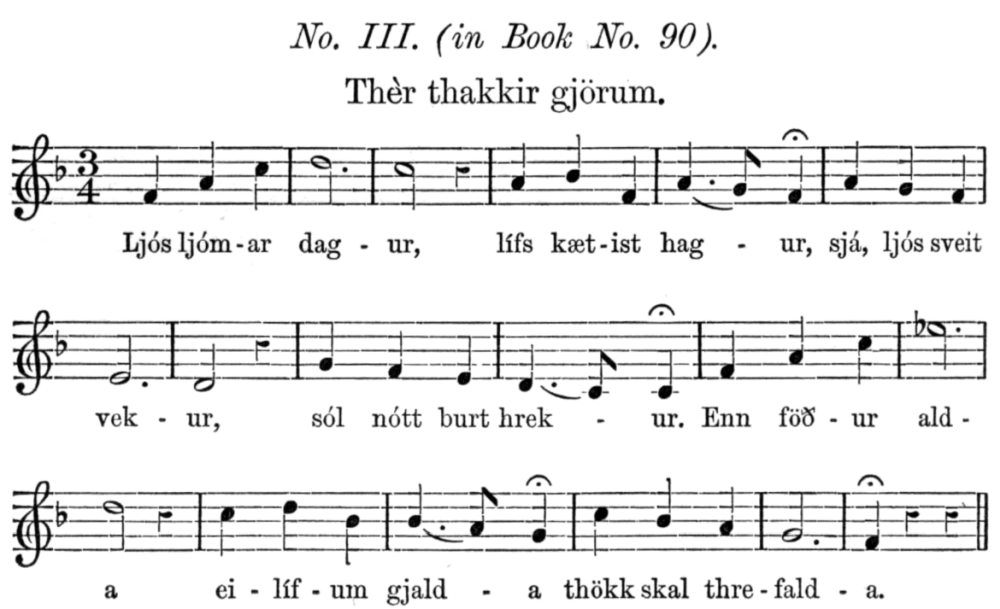 No. III. (in Book No. 90).
Thèr thakkir gjörum.
3
4
Ljós ljóm-ar dag - ur, lífs kæt-ist hag - ur, sjá, ljós sveit
vek - ur, sól nótt burt hrek - ur. Enn föð - ur ald-
a ei - líf - um gjald - a thökk skal thre-fald - a.